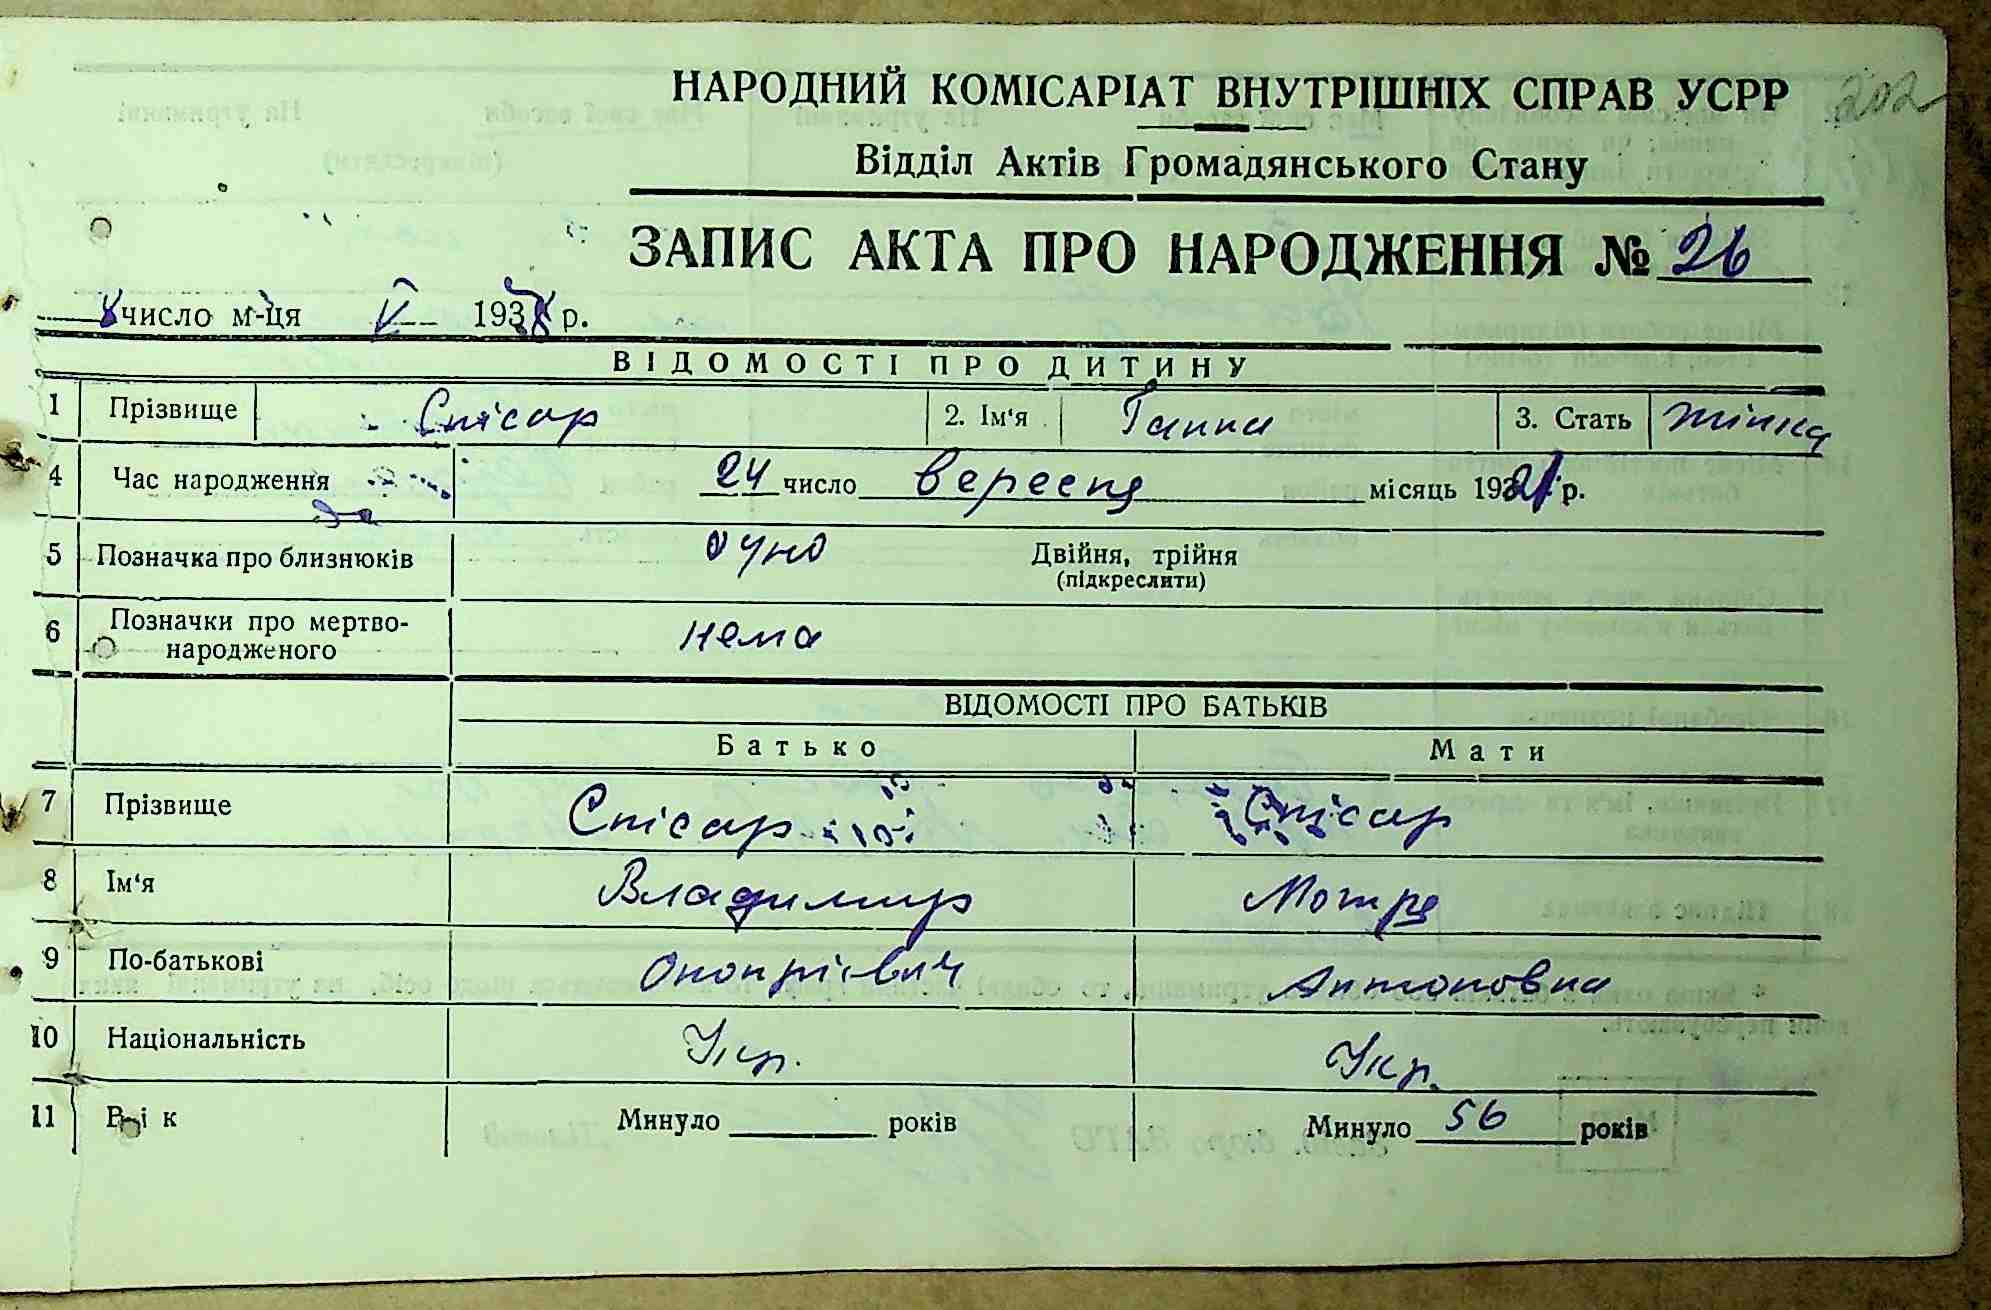 202
НАРОДНИЙ КОМІСАРІАТ ВНУТРІШНІХ СПРАВ УСРР
Відділ Актів Громадянського Стану
ЗАПИС АКТА ПРО НАРОДЖЕННЯ № 26
число м-ця V 193 р.
ВІДОМОСТІ ПРО ДИТИНУ
1 Прізвище Спісар 2. Ім'я Ганна 3. Стать жінка
4 Час народження 24 число вересня місяць 1921 р.
5 Позначка про близнюків одно Двійня, трійня
(підкреслити)
6 Позначки про мертво-
народженого нема
ВІДОМОСТІ ПРО БАТЬКІВ
Батько Мати
7 Прізвище Спісар Спісар
8 Ім'я Владимир Мотря
9 По-батькові Онопрієвич Антоновна
10 Національність Укр. Укр.
11 Вік Минуло років Минуло 56 років